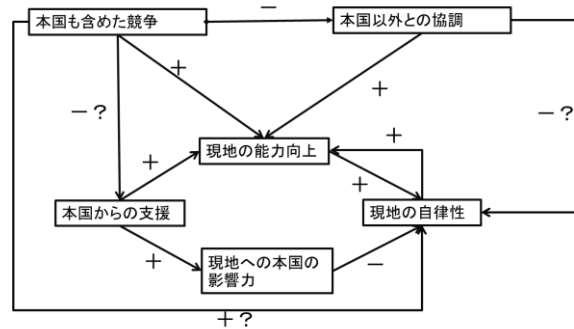 本国も含めた競争
−
本国以外との協調
+
+
−?
−?
現地の能力向上
+
+
+
本国からの支援
現地の自律性
+
現地への本国の
影響力
−
+?